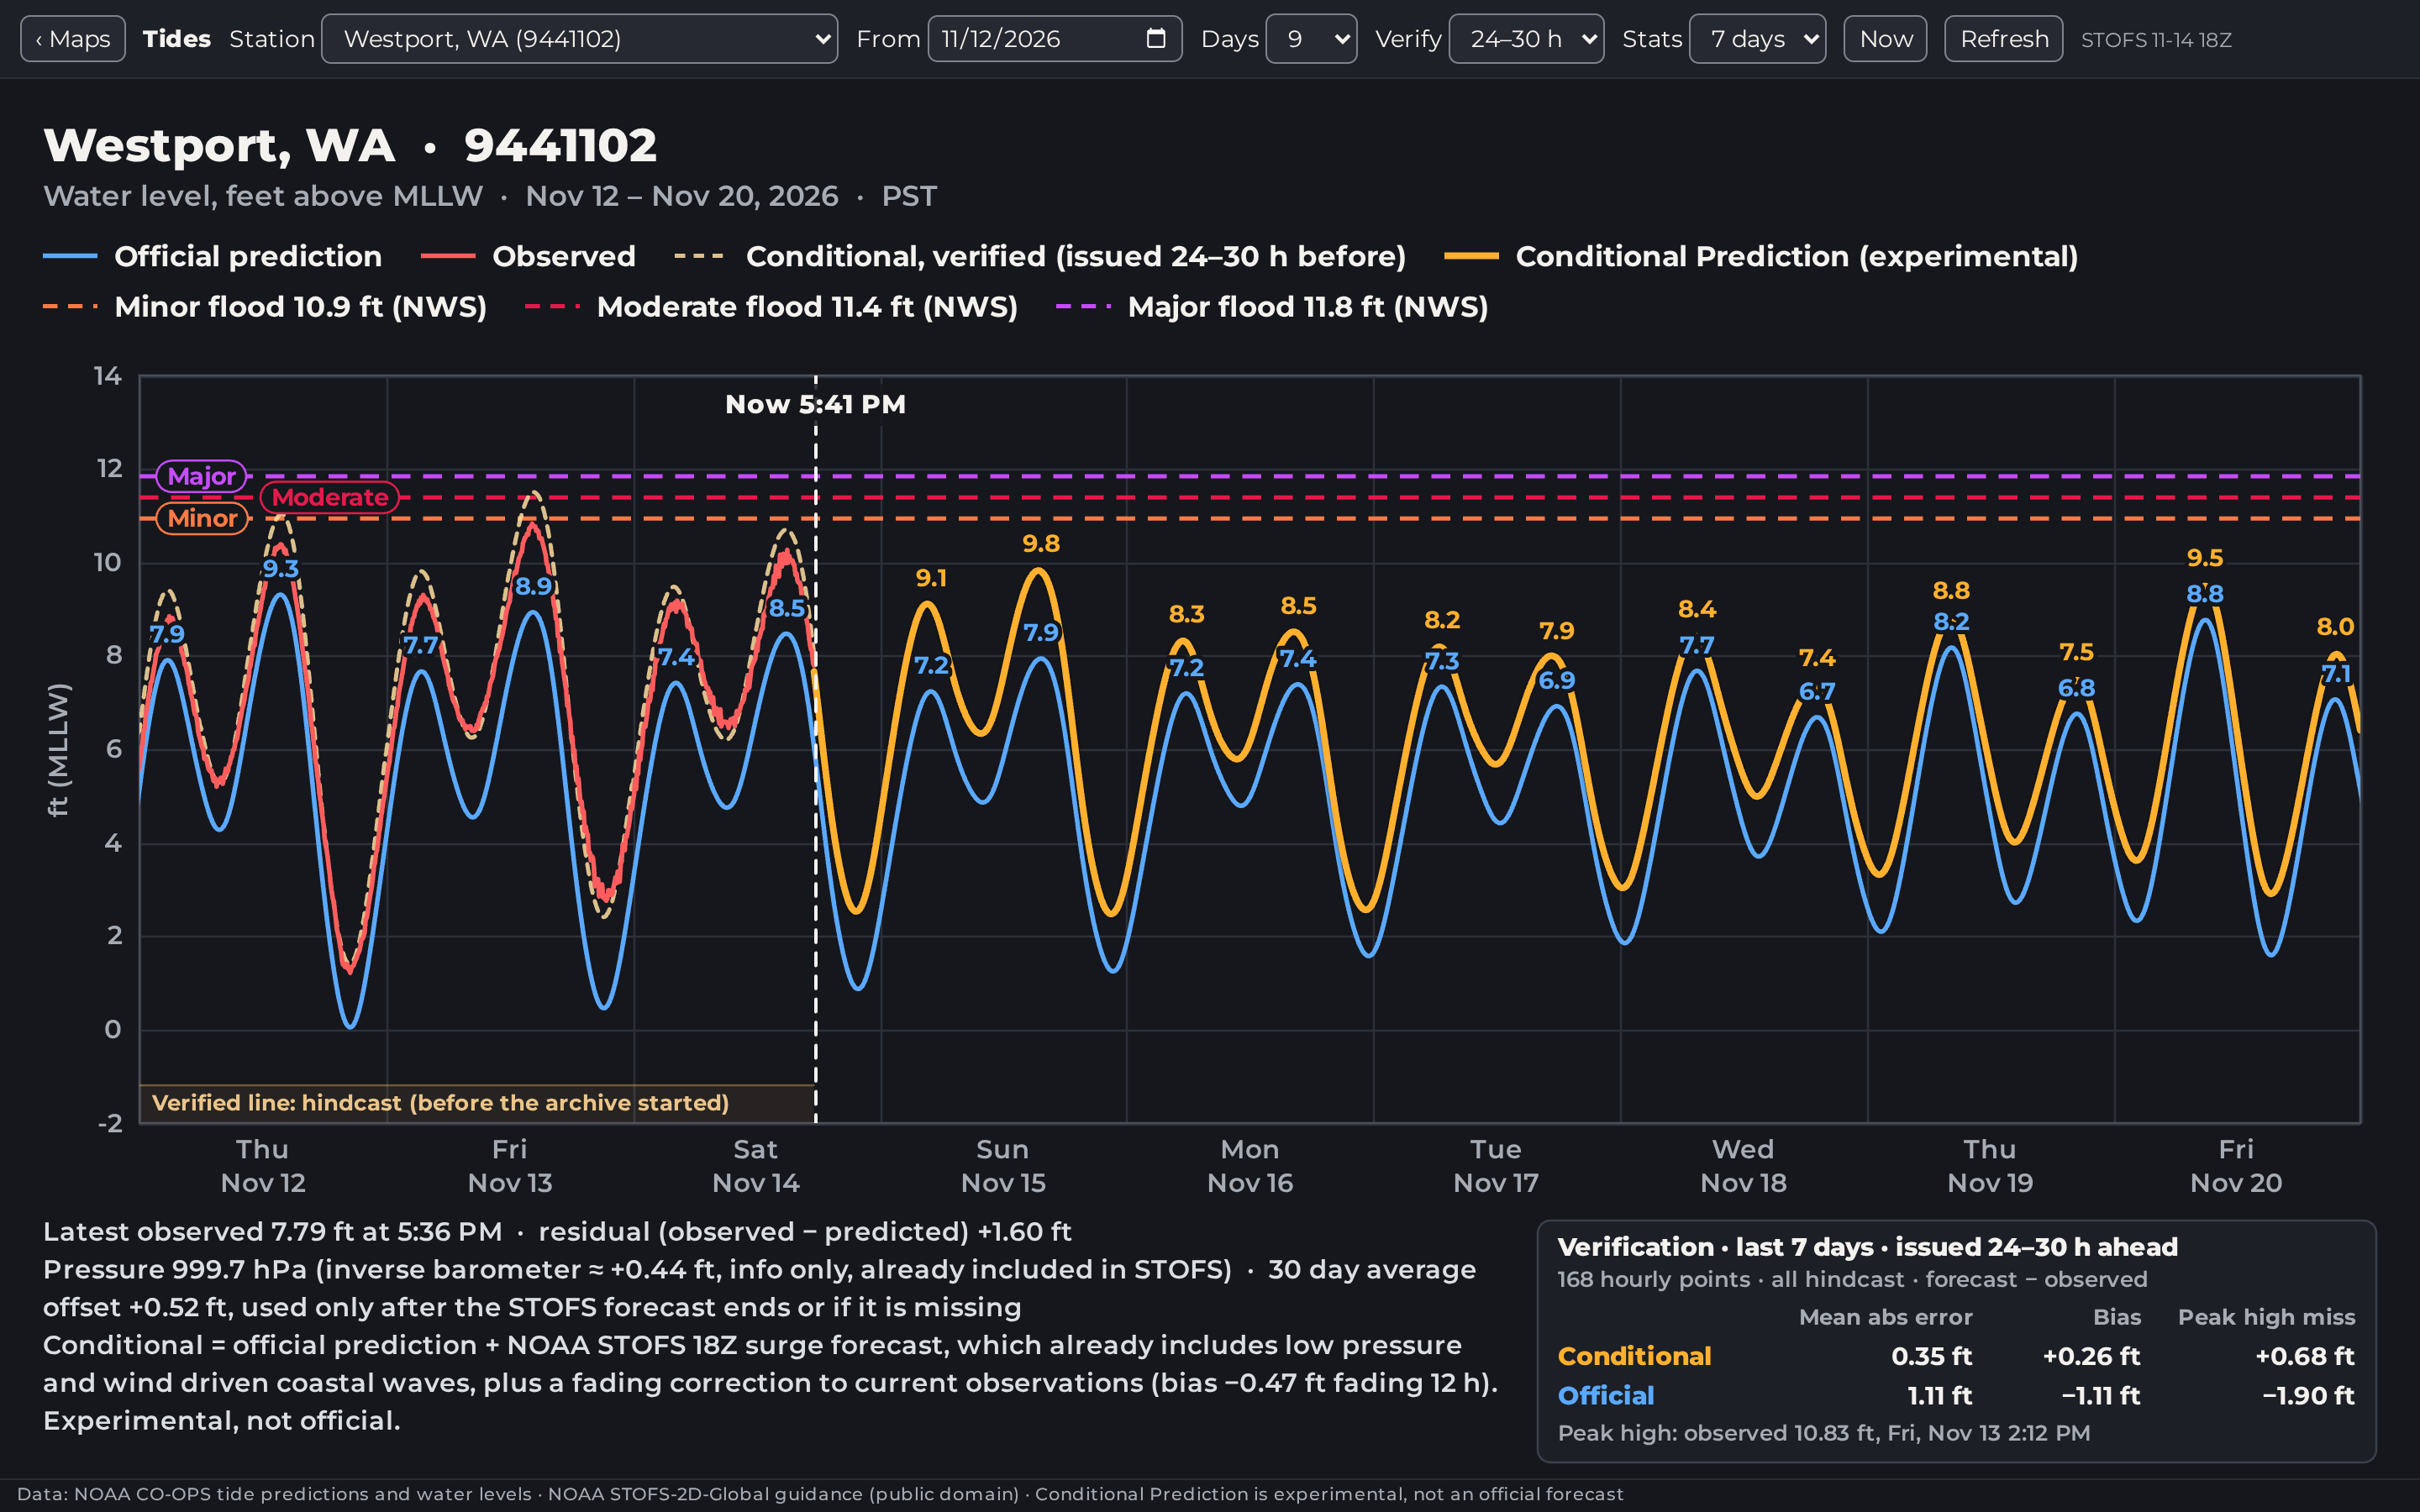 ‹ Maps Tides Station Westport, WA (9441102) From 11/12/2026 Days 9 Verify 24–30 h Stats 7 days Now Refresh STOFS 11-14 18Z
Westport, WA · 9441102
Water level, feet above MLLW · Nov 12 – Nov 20, 2026 · PST
Official prediction Observed Conditional, verified (issued 24–30 h before) Conditional Prediction (experimental)
Minor flood 10.9 ft (NWS) Moderate flood 11.4 ft (NWS) Major flood 11.8 ft (NWS)
ft (MLLW)
14
12
10
8
6
4
2
0
-2
Now 5:41 PM
Major
Moderate
Minor
7.9
9.3
7.7
8.9
7.4
8.5
9.1
7.2
9.8
7.9
8.3
7.2
8.5
7.4
8.2
7.3
7.9
6.9
8.4
7.7
7.4
6.7
8.8
8.2
7.5
6.8
9.5
8.8
8.0
7.1
Verified line: hindcast (before the archive started)
Thu Fri Sat Sun Mon Tue Wed Thu Fri
Nov 12 Nov 13 Nov 14 Nov 15 Nov 16 Nov 17 Nov 18 Nov 19 Nov 20
Latest observed 7.79 ft at 5:36 PM · residual (observed − predicted) +1.60 ft
Pressure 999.7 hPa (inverse barometer ≈ +0.44 ft, info only, already included in STOFS) · 30 day average
offset +0.52 ft, used only after the STOFS forecast ends or if it is missing
Conditional = official prediction + NOAA STOFS 18Z surge forecast, which already includes low pressure
and wind driven coastal waves, plus a fading correction to current observations (bias −0.47 ft fading 12 h).
Experimental, not official.
Verification · last 7 days · issued 24–30 h ahead
168 hourly points · all hindcast · forecast − observed
Mean abs error Bias Peak high miss
Conditional 0.35 ft +0.26 ft +0.68 ft
Official 1.11 ft −1.11 ft −1.90 ft
Peak high: observed 10.83 ft, Fri, Nov 13 2:12 PM
Data: NOAA CO-OPS tide predictions and water levels · NOAA STOFS-2D-Global guidance (public domain) · Conditional Prediction is experimental, not an official forecast